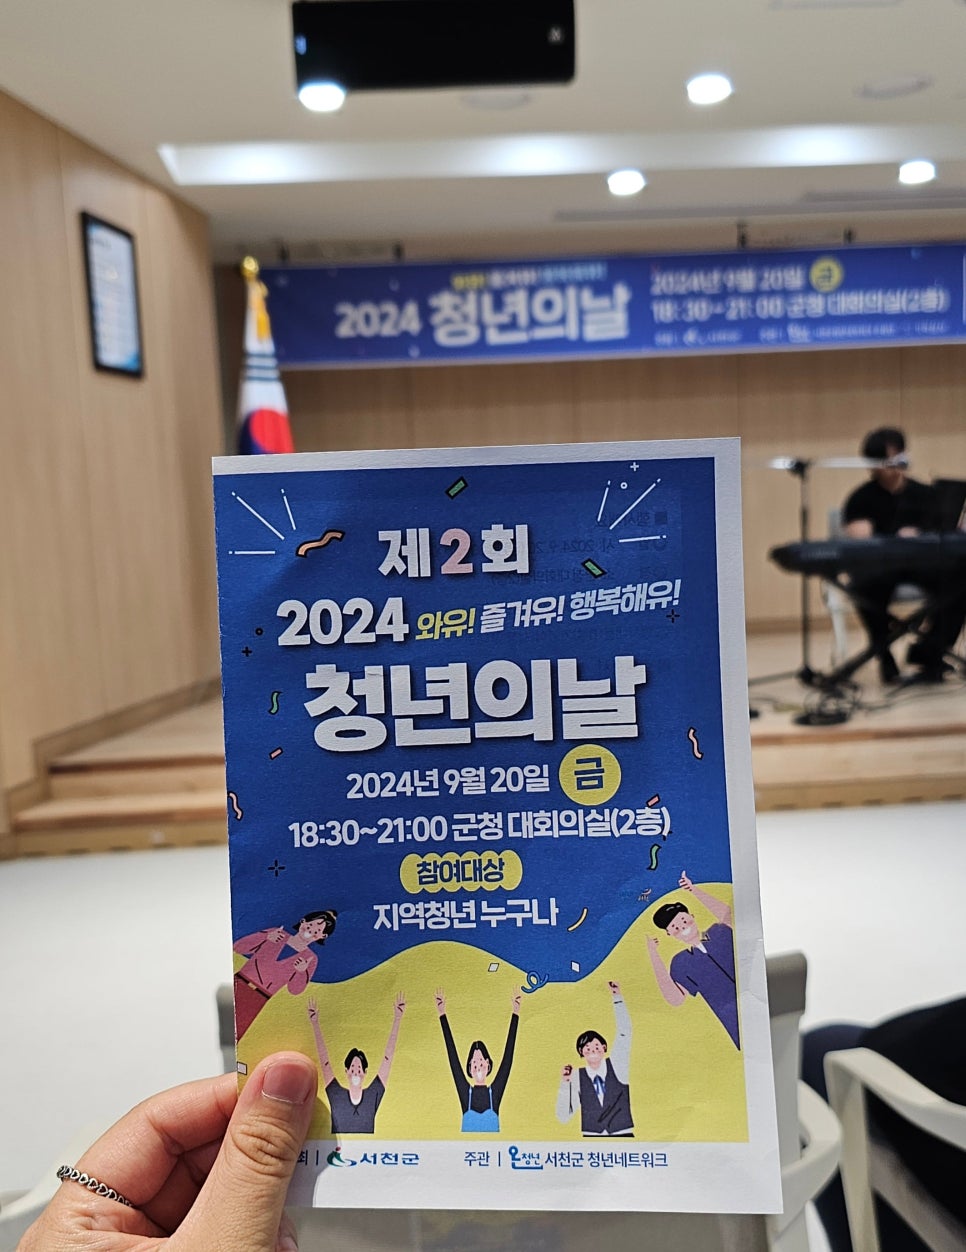 2024 청년의날
2024년 9월 20일 금
18:30~21:00 군청 대회의실(2층)
제2회
2024 와유! 즐겨유! 행복해유!
청년의날
2024년 9월 20일 금
18:30~21:00 군청 대회의실(2층)
참여대상
지역청년 누구나
최 | 서천군 주관 | 온청년 서천군 청년네트워크